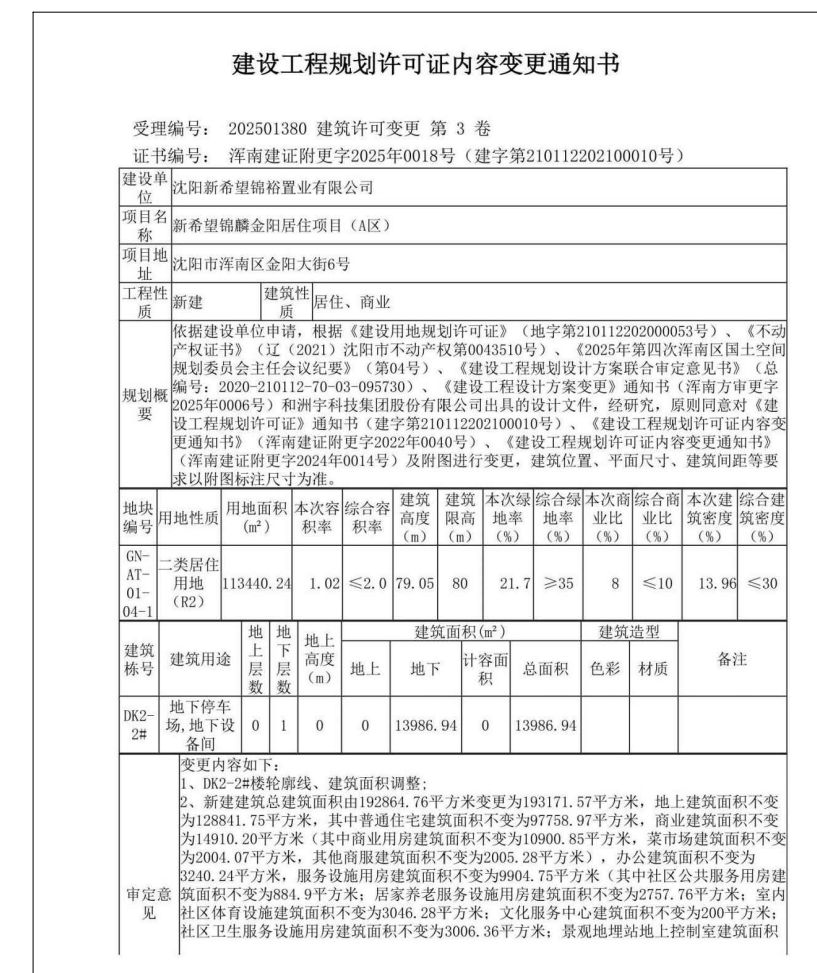 建设工程规划许可证内容变更通知书
受理编号: 202501380 建筑许可变更 第 3 卷
证书编号: 浑南建证附更字2025年0018号(建字第210112202100010号)
建设单位 沈阳新希望锦裕置业有限公司
项目名称 新希望锦麟金阳居住项目(A区)
项目地址 沈阳市浑南区金阳大街6号
工程性质 新建 建筑性质 居住、商业
规划概要
依据建设单位申请,根据《建设用地规划许可证》(地字第210112202000053号)、《不动
产权证书》(辽(2021)沈阳市不动产权第0043510号)、《2025年第四次浑南区国土空间
规划委员会主任会议纪要》(第04号)、《建设工程规划设计方案联合审定意见书》(总
编号:2020-210112-70-03-095730)、《建设工程设计方案变更》通知书(浑南方审更字
2025年0006号)和洲宇科技集团股份有限公司出具的设计文件,经研究,原则同意对《建
设工程规划许可证》通知书(建字第210112202100010号)、《建设工程规划许可证内容变
更通知书》(浑南建证附更字2022年0040号)、《建设工程规划许可证内容变更通知书》
(浑南建证附更字2024年0014号)及附图进行变更,建筑位置、平面尺寸、建筑间距等要
求以附图标注尺寸为准。
地块编号 用地性质 用地面积(m²) 本次容积率 综合容积率 建筑高度(m) 建筑限高(m) 本次绿地率(%) 综合绿地率(%) 本次商业比(%) 综合商业比(%) 本次建筑密度(%) 综合建筑密度(%)
GN-AT-01-04-1 二类居住用地(R2) 113440.24 1.02 ≤2.0 79.05 80 21.7 ≥35 8 ≤10 13.96 ≤30
建筑栋号 建筑用途 地上层数 地下层数 地上高度(m) 建筑面积(m²) 建筑造型 备注
地上 地下 计容面积 总面积 色彩 材质
DK2-2# 地下停车场,地下设备间 0 1 0 0 13986.94 0 13986.94
审定意见
变更内容如下:
1、DK2-2#楼轮廓线、建筑面积调整;
2、新建建筑总建筑面积由192864.76平方米变更为193171.57平方米,地上建筑面积不变
为128841.75平方米,其中普通住宅建筑面积不变为97758.97平方米,商业建筑面积不变
为14910.20平方米(其中商业用房建筑面积不变为10900.85平方米,菜市场建筑面积不变
为2004.07平方米,其他商服建筑面积不变为2005.28平方米),办公建筑面积不变为
3240.24平方米,服务设施用房建筑面积不变为9904.75平方米(其中社区公共服务用房建
筑面积不变为884.9平方米;居家养老服务设施用房建筑面积不变为2757.76平方米;室内
社区体育设施建筑面积不变为3046.28平方米;文化服务中心建筑面积不变为200平方米;
社区卫生服务设施用房建筑面积不变为3006.36平方米;景观地埋站地上控制室建筑面积